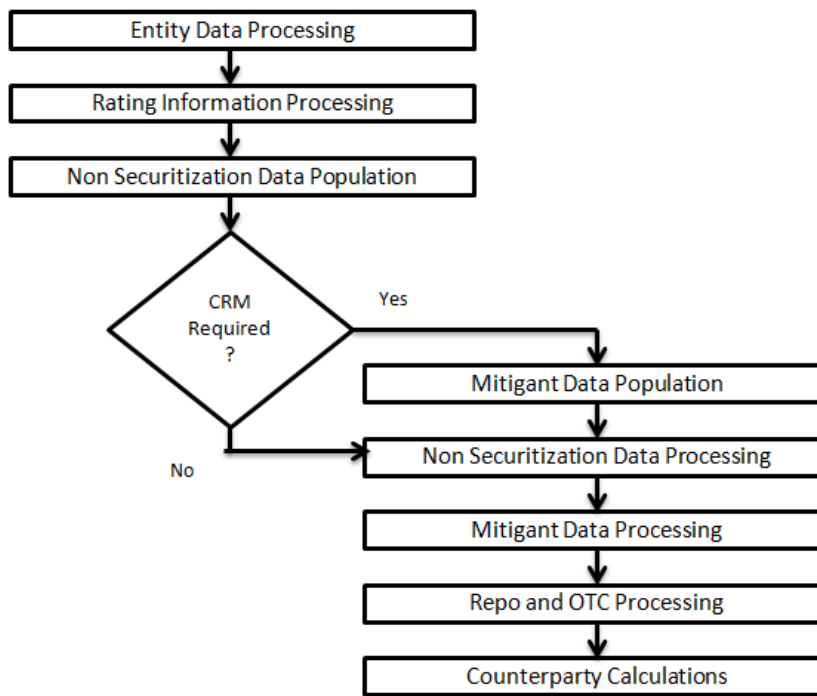 Entity Data Processing
Rating Information Processing
Non Securitization Data Population
CRM
Required
?
Yes
Mitigant Data Population
No
Non Securitization Data Processing
Mitigant Data Processing
Repo and OTC Processing
Counterparty Calculations